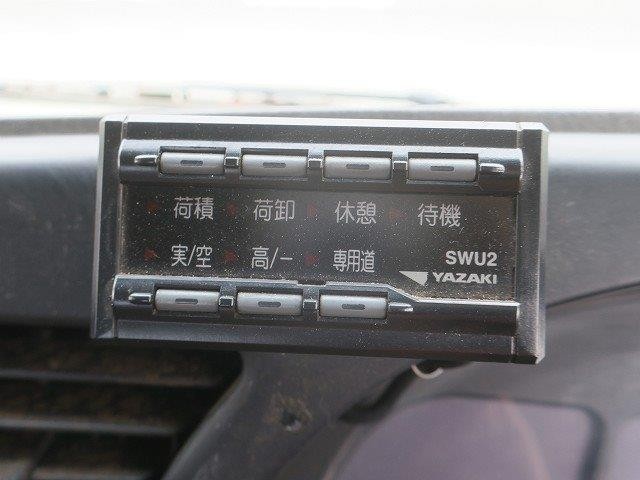 荷積 荷卸 休憩 待機
実/空 高/一 専用道 SWU2
YAZAKI